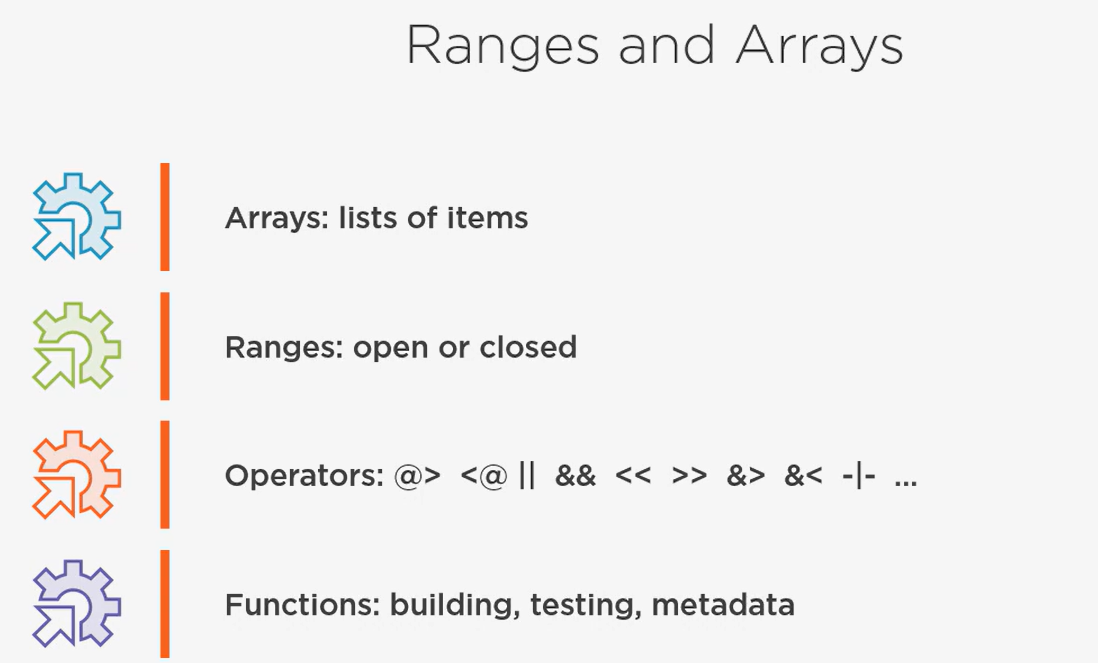 Ranges and Arrays
Arrays: lists of items
Ranges: open or closed
Operators: @> <@ || && << >> &> &< -|- ...
Functions: building, testing, metadata